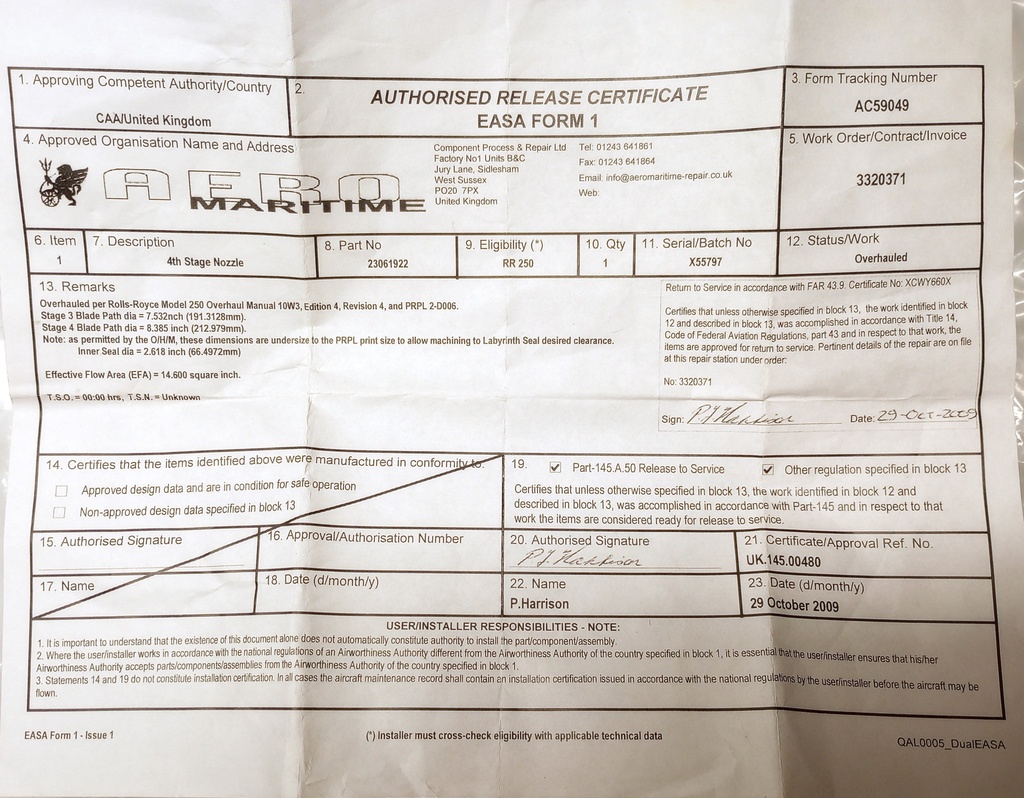 1. Approving Competent Authority/Country
CAA/United Kingdom
2.
AUTHORISED RELEASE CERTIFICATE
EASA FORM 1
3. Form Tracking Number
AC59049
4. Approved Organisation Name and Address
AERO
MARITIME
Component Process & Repair Ltd
Factory No1 Units B&C
Jury Lane, Sidlesham
West Sussex
PO20 7PX
United Kingdom
Tel: 01243 641861
Fax: 01243 641864
Email: info@aeromaritime-repair.co.uk
Web:
5. Work Order/Contract/Invoice
3320371
6. Item
1
7. Description
4th Stage Nozzle
8. Part No
23061922
9. Eligibility (*)
RR 250
10. Qty
1
11. Serial/Batch No
X55797
12. Status/Work
Overhauled
13. Remarks
Overhauled per Rolls-Royce Model 250 Overhaul Manual 10W3, Edition 4, Revision 4, and PRPL 2-D006.
Stage 3 Blade Path dia = 7.532nch (191.3128mm).
Stage 4 Blade Path dia = 8.385 inch (212.979mm).
Note: as permitted by the O/H/M, these dimensions are undersize to the PRPL print size to allow machining to Labyrinth Seal desired clearance.
Inner Seal dia = 2.618 inch (66.4972mm)
Effective Flow Area (EFA) = 14.600 square inch.
T.S.O. = 00:00 hrs, T.S.N. = Unknown
Return to Service in accordance with FAR 43.9. Certificate No: XCWY660X
Certifies that unless otherwise specified in block 13, the work identified in block
12 and described in block 13, was accomplished in accordance with Title 14,
Code of Federal Aviation Regulations, part 43 and in respect to that work, the
items are approved for return to service. Pertinent details of the repair are on file
at this repair station under order:
No: 3320371
Sign: P J Harrison Date: 29-Oct-2009
14. Certifies that the items identified above were manufactured in conformity to:
Approved design data and are in condition for safe operation
Non-approved design data specified in block 13
19. Part-145.A.50 Release to Service Other regulation specified in block 13
Certifies that unless otherwise specified in block 13, the work identified in block 12 and
described in block 13, was accomplished in accordance with Part-145 and in respect to that
work the items are considered ready for release to service.
15. Authorised Signature
16. Approval/Authorisation Number
20. Authorised Signature
P J Harrison
21. Certificate/Approval Ref. No.
UK.145.00480
17. Name
18. Date (d/month/y)
22. Name
P.Harrison
23. Date (d/month/y)
29 October 2009
USER/INSTALLER RESPONSIBILITIES - NOTE:
1. It is important to understand that the existence of this document alone does not automatically constitute authority to install the part/component/assembly.
2. Where the user/installer works in accordance with the national regulations of an Airworthiness Authority different from the Airworthiness Authority of the country specified in block 1, it is essential that the user/installer ensures that his/her
Airworthiness Authority accepts parts/components/assemblies from the Airworthiness Authority of the country specified in block 1.
3. Statements 14 and 19 do not constitute installation certification. In all cases the aircraft maintenance record shall contain an installation certification issued in accordance with the national regulations by the user/installer before the aircraft may be
flown.
EASA Form 1 - Issue 1
(*) Installer must cross-check eligibility with applicable technical data
QAL0005_DualEASA